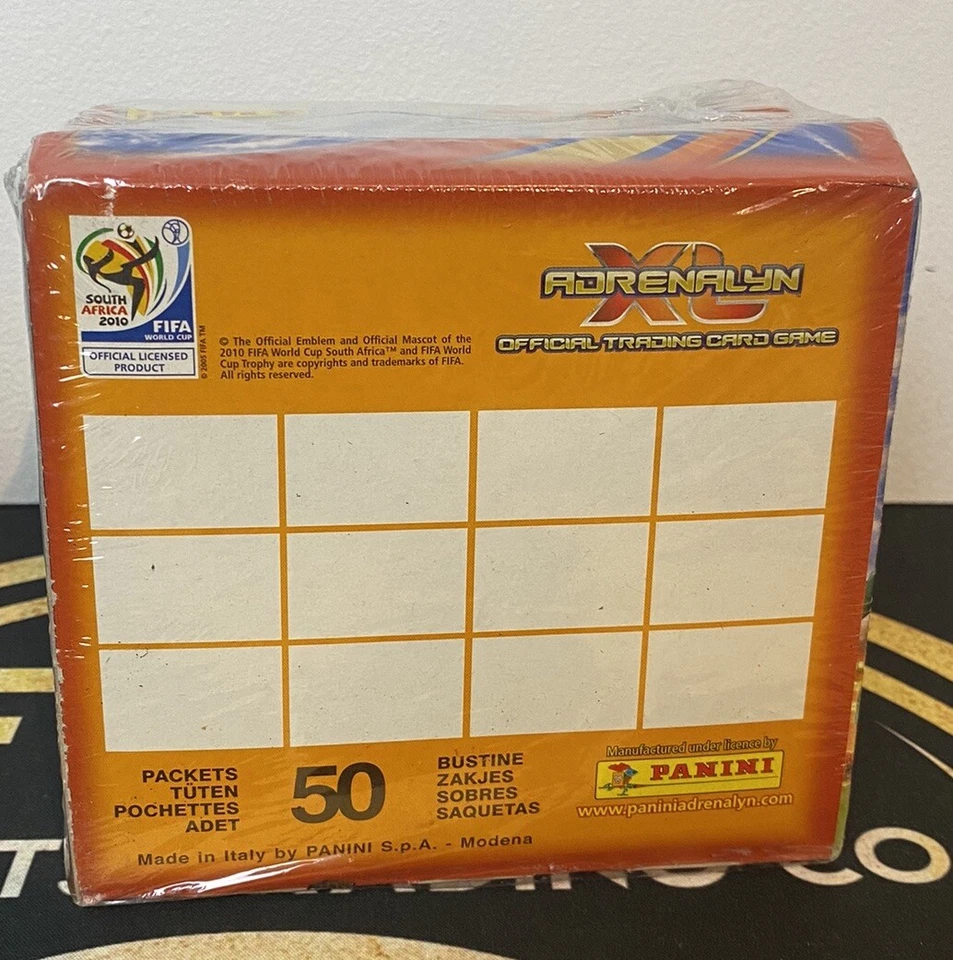 SOUTH
AFRICA
2010
FIFA
WORLD CUP
OFFICIAL LICENSED
PRODUCT
© 2005 FIFA TM
© The Official Emblem and Official Mascot of the
2010 FIFA World Cup South Africa™ and FIFA World
Cup Trophy are copyrights and trademarks of FIFA.
All rights reserved.
XL
ADRENALYN
OFFICIAL TRADING CARD GAME
PACKETS
TÜTEN
POCHETTES
ADET
50
BUSTINE
ZAKJES
SOBRES
SAQUETAS
Manufactured under licence by
PANINI
www.paniniadrenalyn.com
Made in Italy by PANINI S.p.A. - Modena
CO